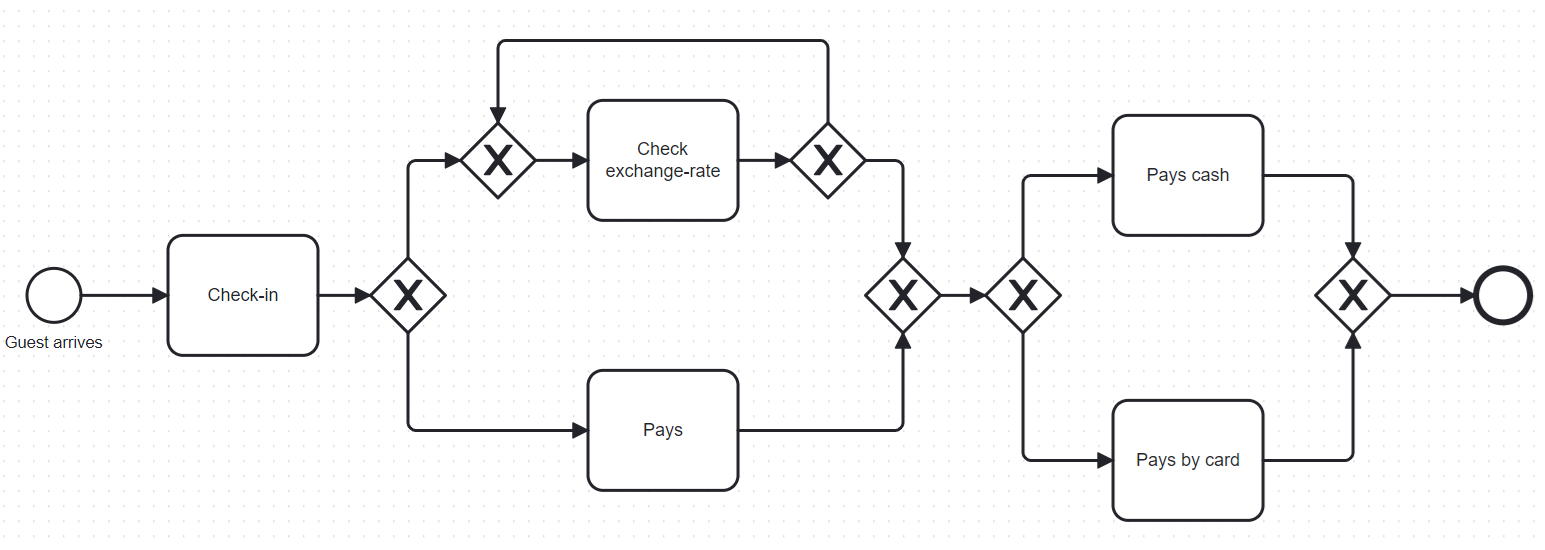 Guest arrives
Check-in
Check
exchange-rate
Pays
Pays cash
Pays by card